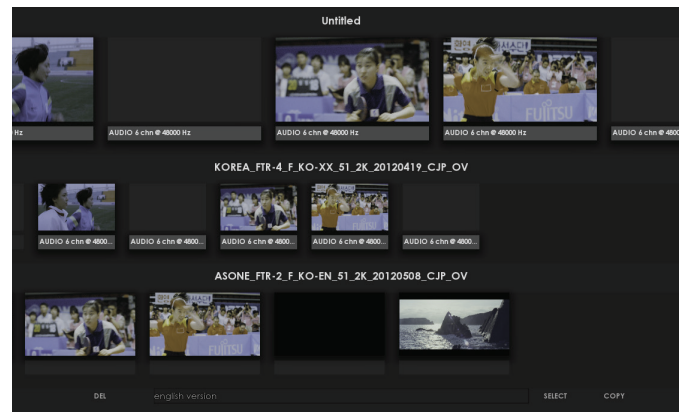 Untitled
Hz
AUDIO 6 chn @ 48000 Hz
AUDIO 6 chn @ 48000 Hz
AUDIO 6 chn @ 48000 Hz
AUDIO 6 chn @ 4800
FUJITSU
KOREA_FTR-4_F_KO-XX_51_2K_20120419_CJP_OV
AUDIO 6 chn @ 4800...
AUDIO 6 chn @ 4800...
AUDIO 6 chn @ 4800...
AUDIO 6 chn @ 4800...
AUDIO 6 chn @ 4800...
ASONE_FTR-2_F_KO-EN_51_2K_20120508_CJP_OV
FUJITSU
DEL
english version
SELECT
COPY